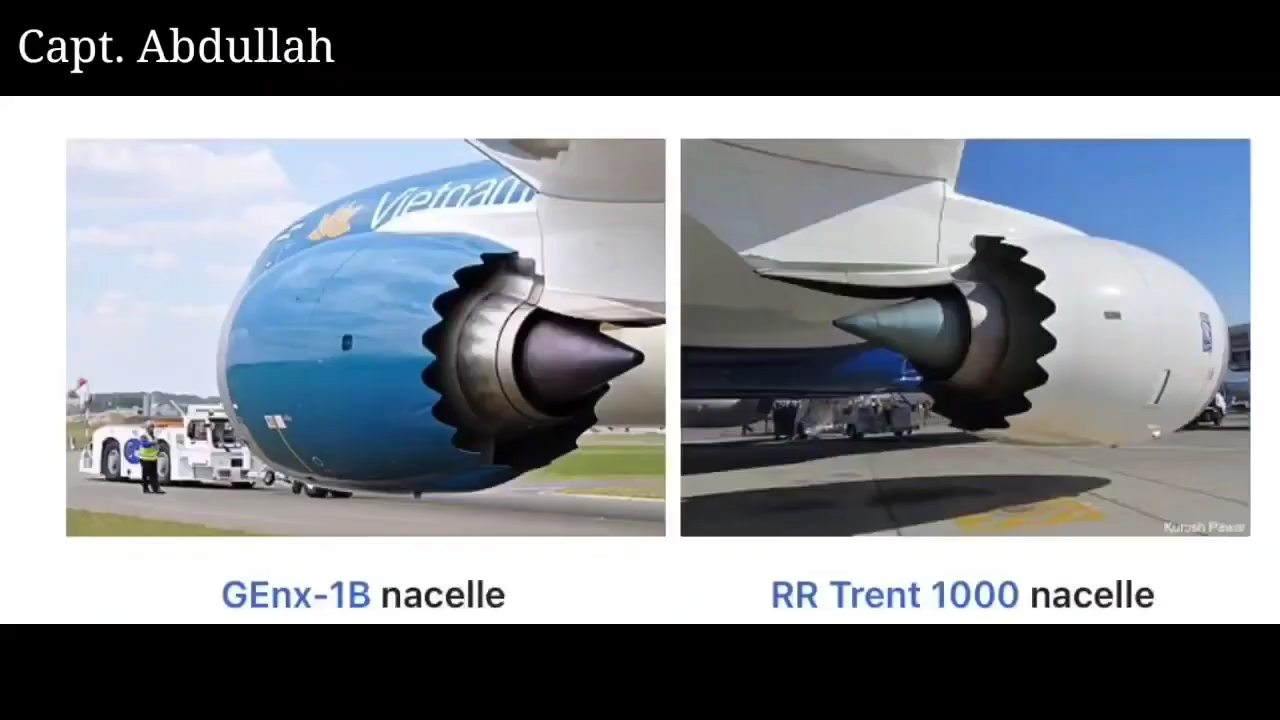 Capt. Abdullah
Vietnam
Kurosh Pawar
GEnx-1B nacelle
RR Trent 1000 nacelle